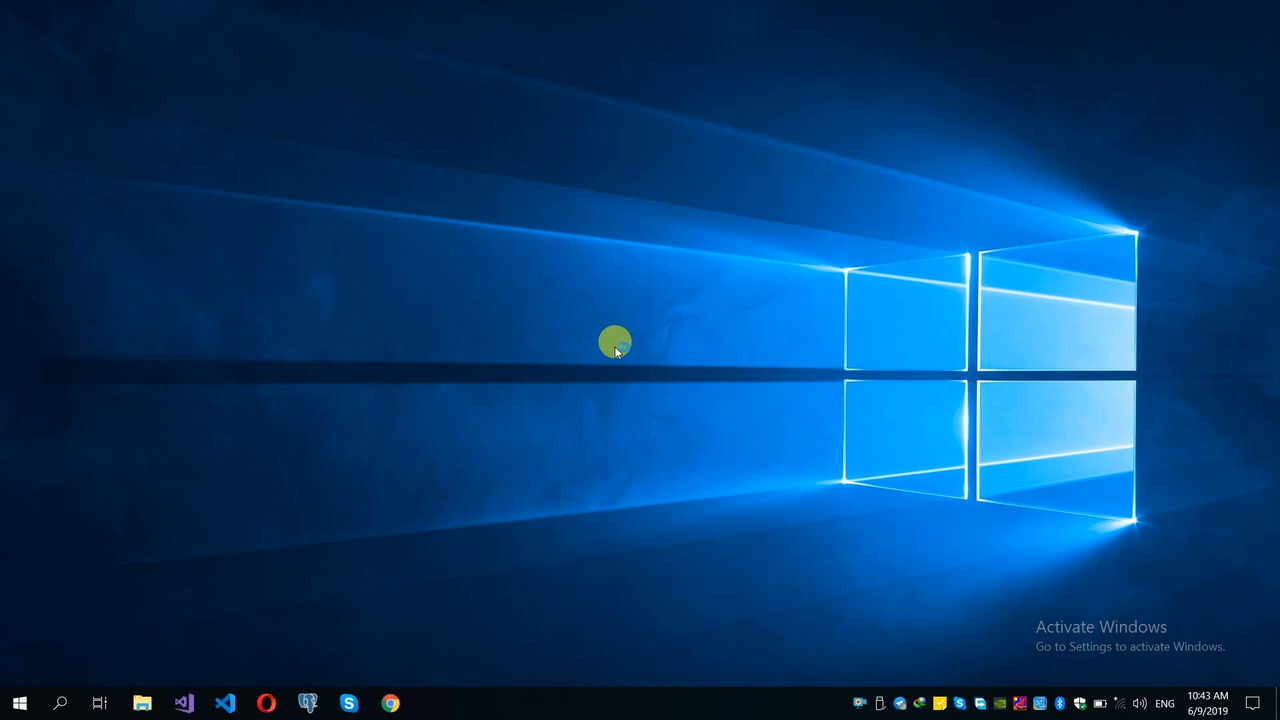 Activate Windows
Go to Settings to activate Windows.
ENG
10:43 AM
6/9/2019